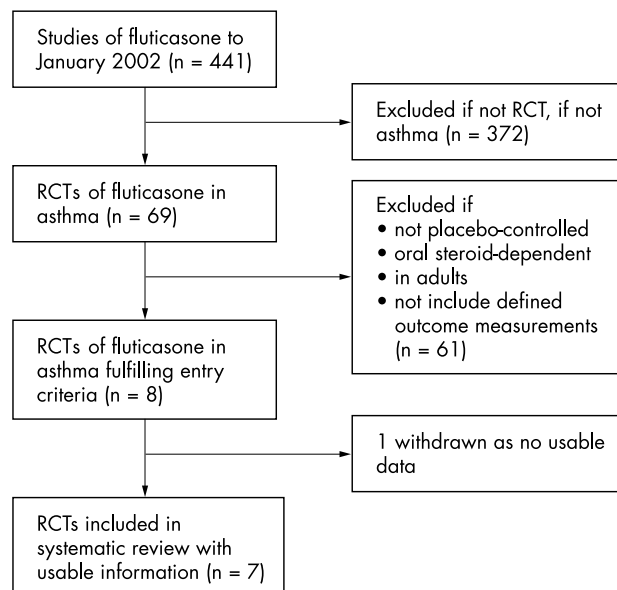 Studies of fluticasone to
January 2002 (n = 441)
Excluded if not RCT, if not
asthma (n = 372)
RCTs of fluticasone in
asthma (n = 69)
Excluded if
• not placebo-controlled
• oral steroid-dependent
• in adults
• not include defined
outcome measurements
(n = 61)
RCTs of fluticasone in
asthma fulfilling entry
criteria (n = 8)
1 withdrawn as no usable
data
RCTs included in
systematic review with
usable information (n = 7)